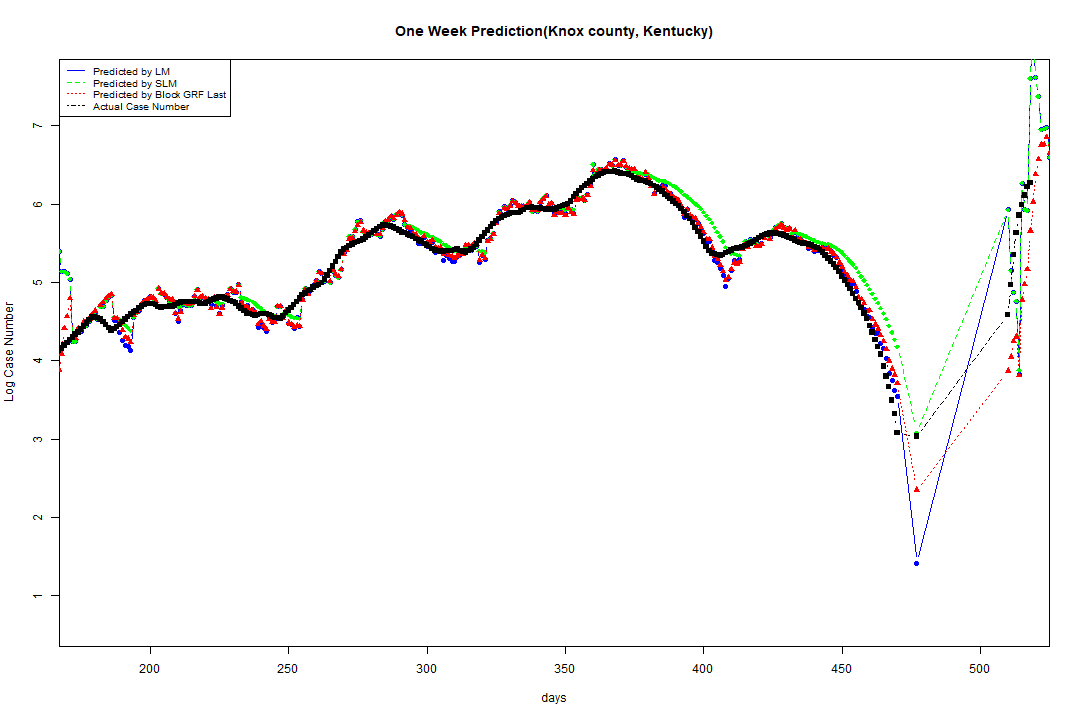 One Week Prediction(Knox county, Kentucky)
Predicted by LM
Predicted by SLM
Predicted by Block GRF Last
Actual Case Number
Log Case Number
7
6
5
4
3
2
1
200 250 300 350 400 450 500
days